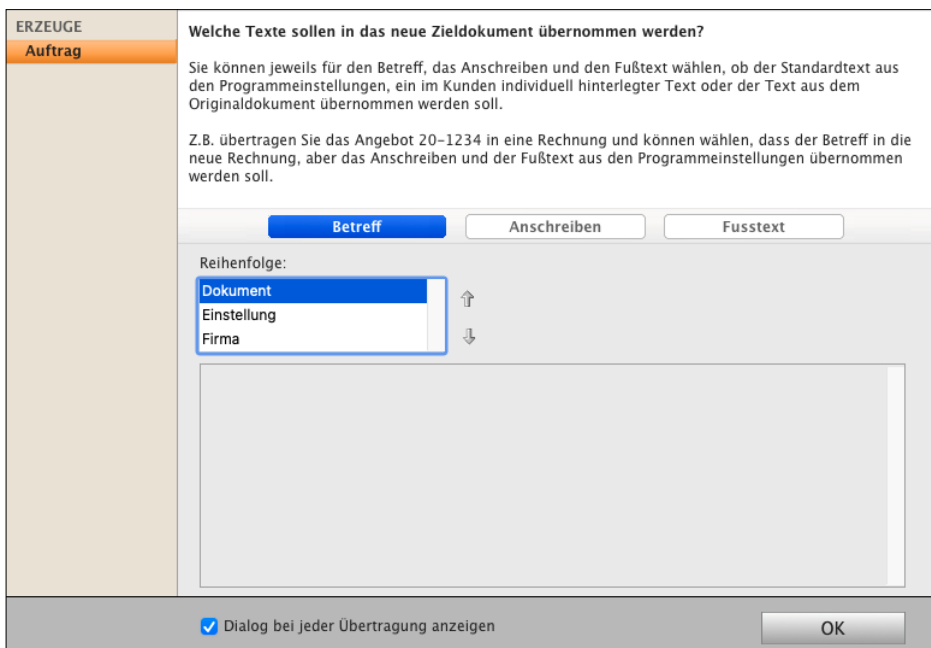 ERZEUGE
Auftrag
Welche Texte sollen in das neue Zieldokument übernommen werden?
Sie können jeweils für den Betreff, das Anschreiben und den Fußtext wählen, ob der Standardtext aus
den Programmeinstellungen, ein im Kunden individuell hinterlegter Text oder der Text aus dem
Originaldokument übernommen werden soll.
Z.B. übertragen Sie das Angebot 20-1234 in eine Rechnung und können wählen, dass der Betreff in die
neue Rechnung, aber das Anschreiben und der Fußtext aus den Programmeinstellungen übernommen
werden soll.
Betreff Anschreiben Fusstext
Reihenfolge:
Dokument
Einstellung
Firma
Dialog bei jeder Übertragung anzeigen OK